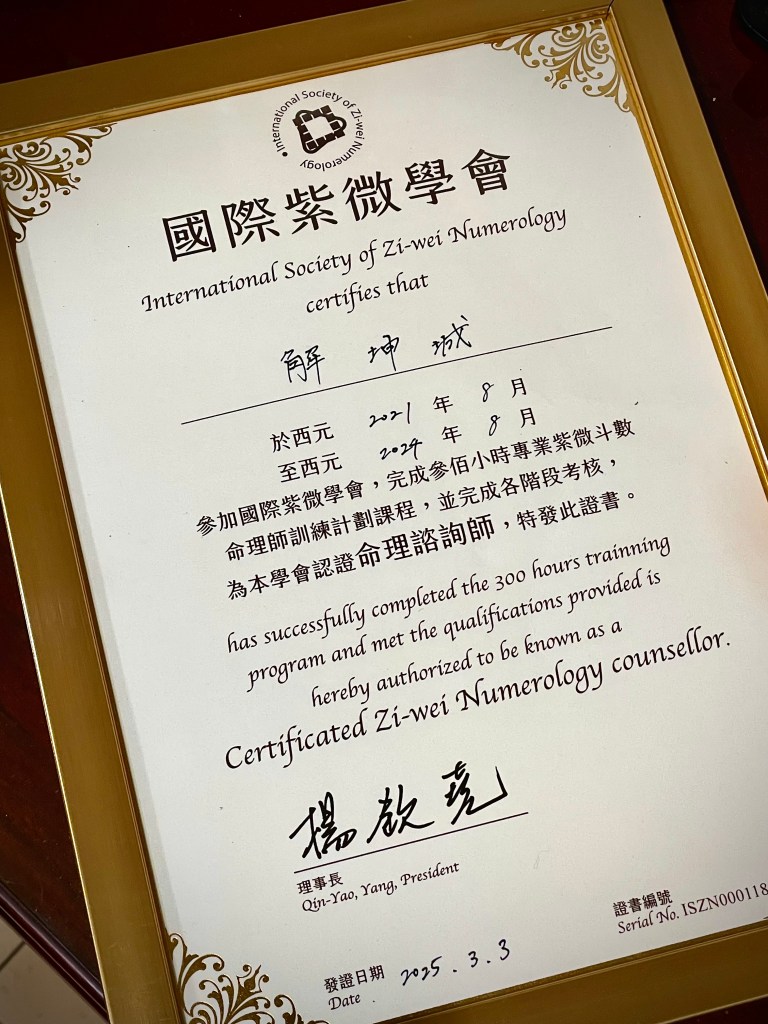 International Society of Zi-wei Numerology
國際紫微學會
International Society of Zi-wei Numerology
certifies that
解坤城
於西元 2021 年 8 月
至西元 2024 年 8 月
參加國際紫微學會，完成參佰小時專業紫微斗數
命理師訓練計劃課程，並完成各階段考核，
為本學會認證命理諮詢師，特發此證書。
has successfully completed the 300 hours trainning
program and met the qualifications provided is
hereby authorized to be known as a
Certificated Zi-wei Numerology counsellor.
楊欽堯
理事長
Qin-Yao, Yang, President
證書編號
Serial No. ISZN000118
發證日期
Date 2025.3.3